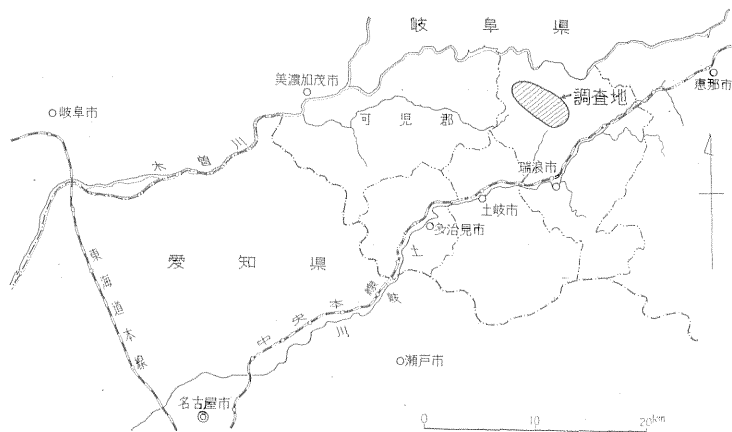 岐阜県
美濃加茂市
恵那市
調査地
岐阜市
可児郡
木曽川
瑞浪市
土岐市
多治見市
愛知県
土岐川
東海道本線
中央本線
瀬戸市
名古屋市
0 10 20km